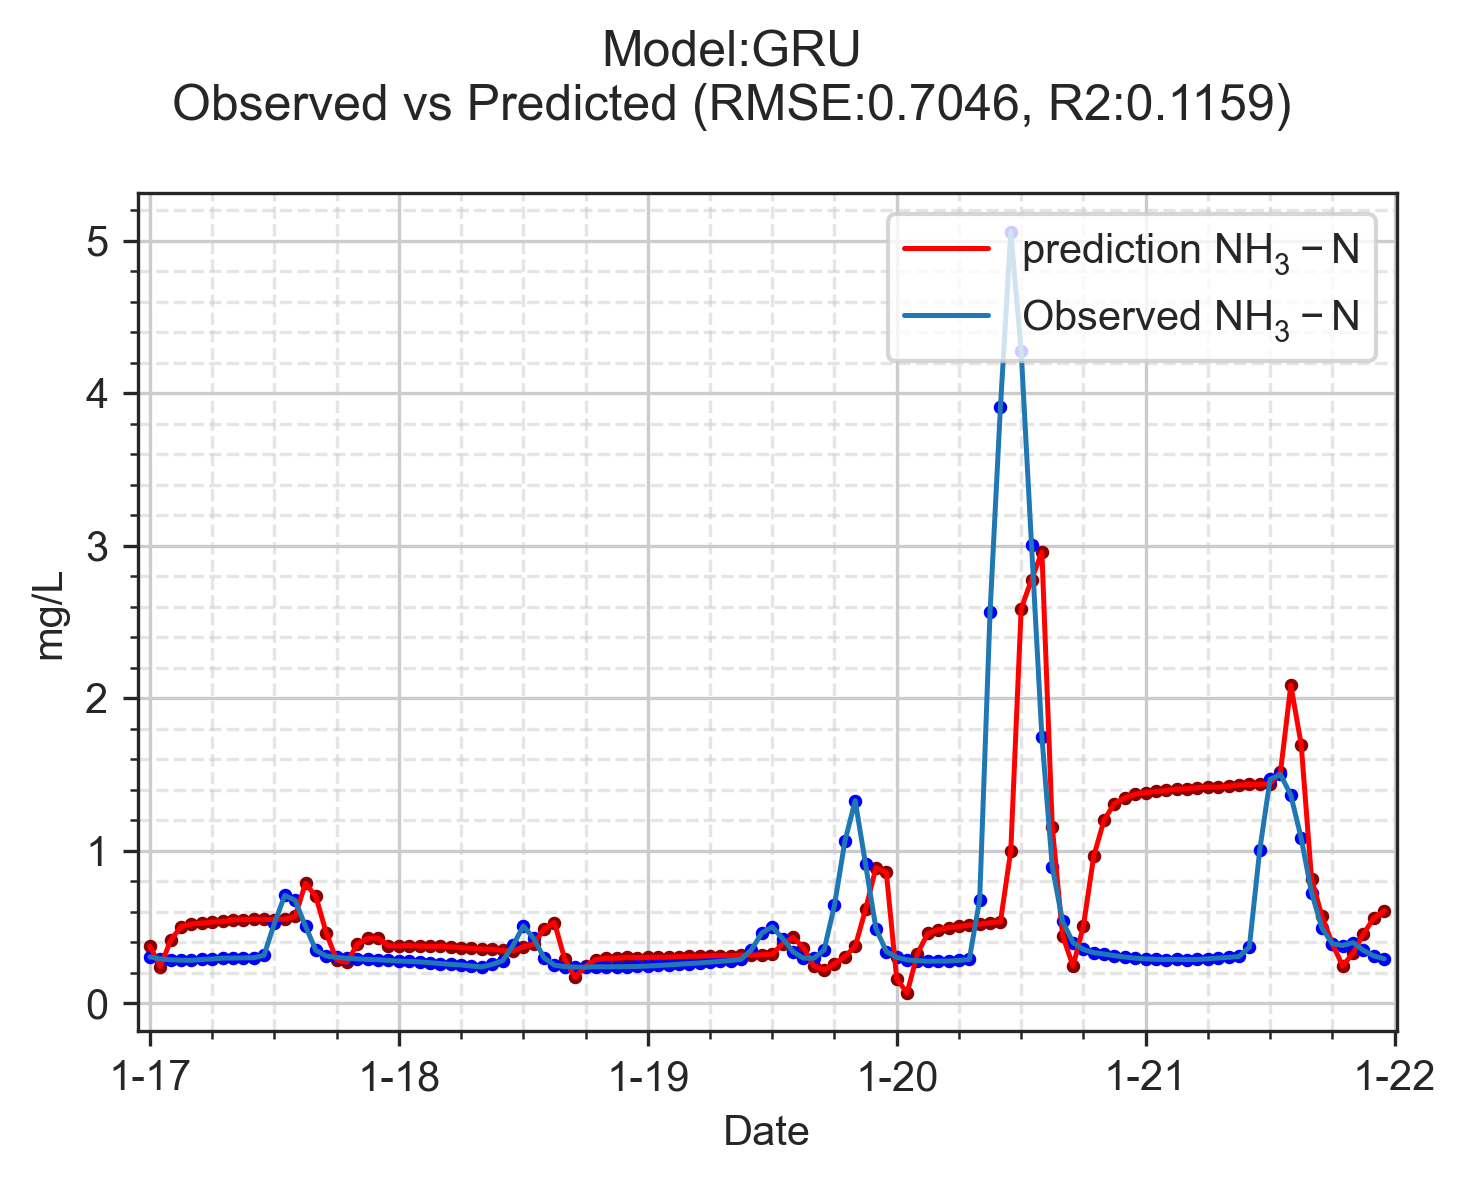 Model:GRU
Observed vs Predicted (RMSE:0.7046, R2:0.1159)
prediction NH₃ − N
Observed NH₃ − N
5
4
3
2
1
0
mg/L
1-17 1-18 1-19 1-20 1-21 1-22
Date